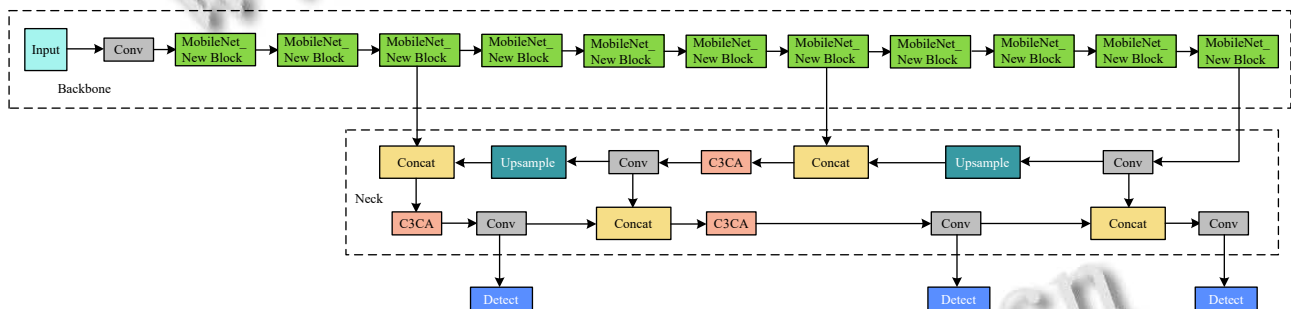 Input
Conv
MobileNet_
New Block
MobileNet_
New Block
MobileNet_
New Block
MobileNet_
New Block
MobileNet_
New Block
MobileNet_
New Block
MobileNet_
New Block
MobileNet_
New Block
MobileNet_
New Block
MobileNet_
New Block
MobileNet_
New Block
Backbone
Concat
Upsample
Conv
C3CA
Concat
Upsample
Conv
Neck
C3CA
Conv
Concat
C3CA
Conv
Concat
Conv
Detect
Detect
Detect